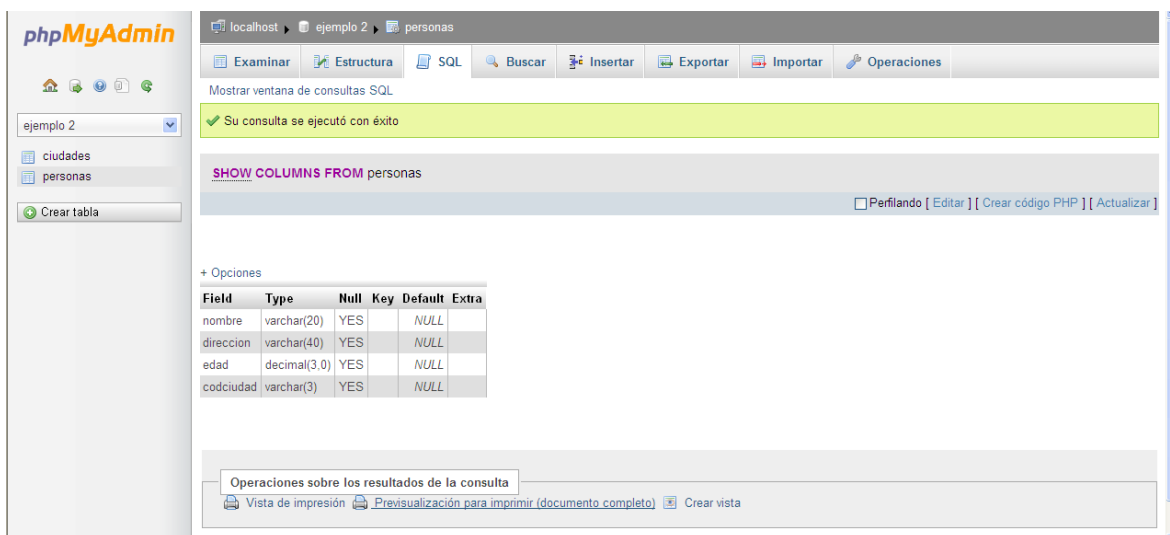 phpMyAdmin
ejemplo 2
ciudades
personas
Crear tabla
localhost ejemplo 2 personas
Examinar Estructura SQL Buscar Insertar Exportar Importar Operaciones
Mostrar ventana de consultas SQL
Su consulta se ejecutó con éxito
SHOW COLUMNS FROM personas
Perfilando [ Editar ] [ Crear código PHP ] [ Actualizar ]
+ Opciones
Field Type Null Key Default Extra
nombre varchar(20) YES NULL
direccion varchar(40) YES NULL
edad decimal(3,0) YES NULL
codciudad varchar(3) YES NULL
Operaciones sobre los resultados de la consulta
Vista de impresión Previsualización para imprimir (documento completo) Crear vista